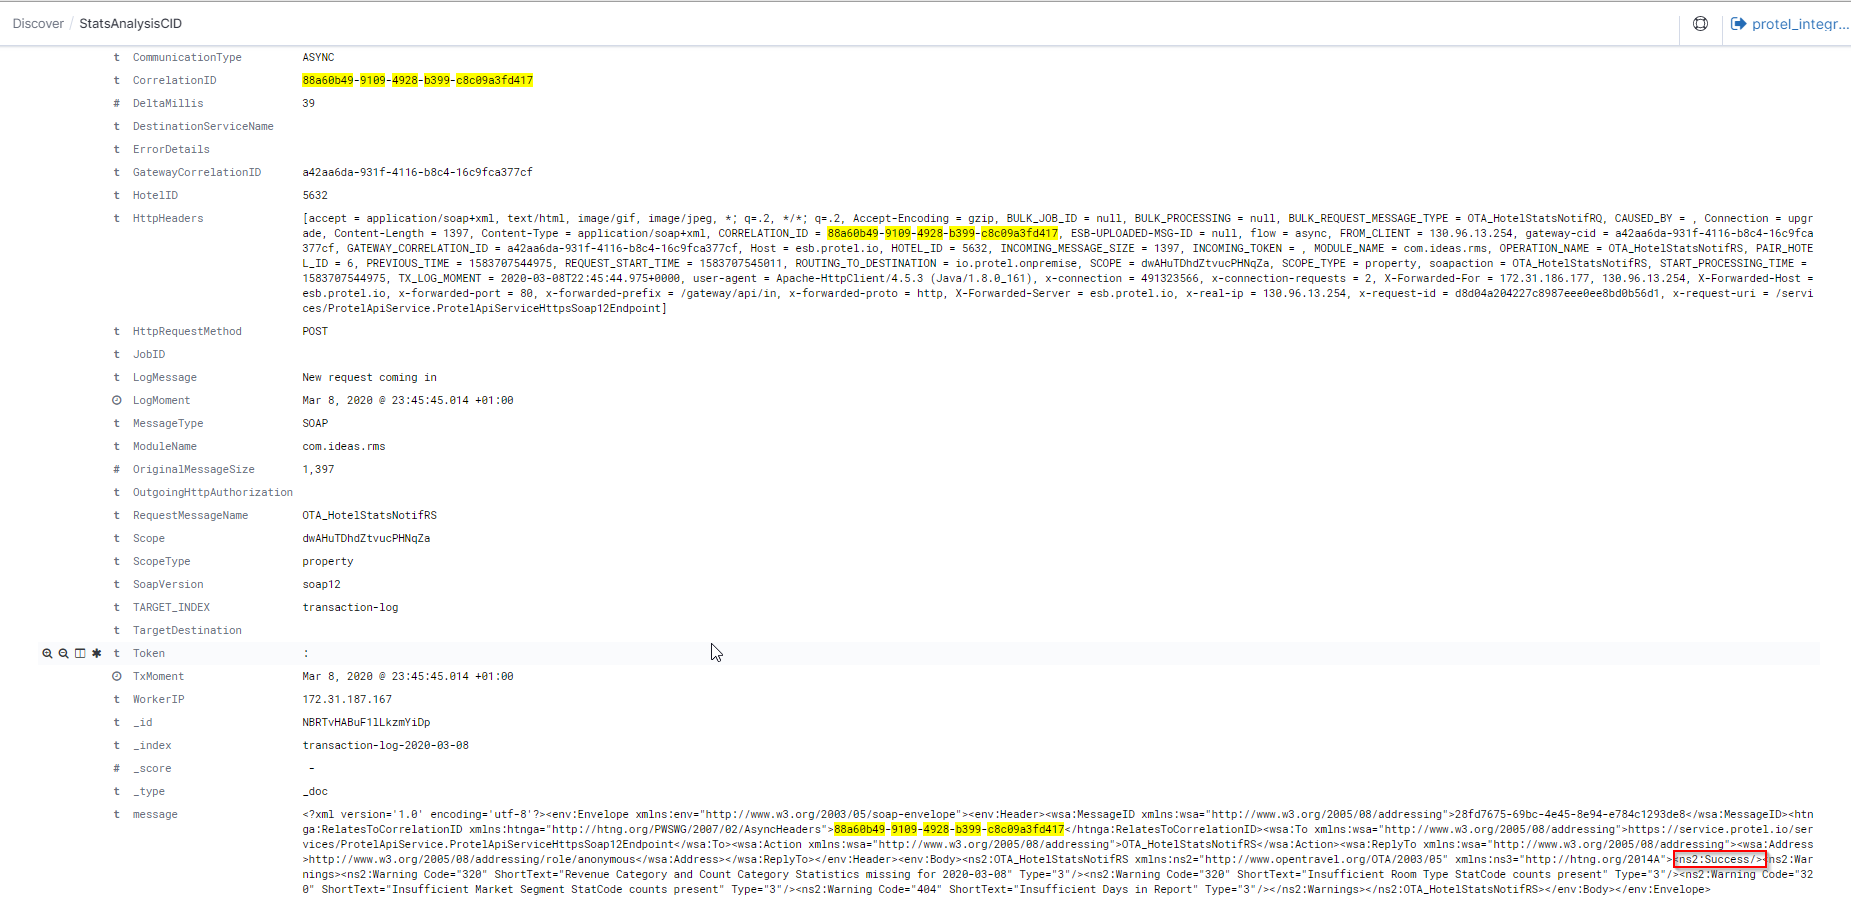 Discover / StatsAnalysisCID
protel_integr...
t CommunicationType ASYNC
t CorrelationID 88a60b49-9109-4928-b399-c8c09a3fd417
# DeltaMillis 39
t DestinationServiceName
t ErrorDetails
t GatewayCorrelationID a42aa6da-931f-4116-b8c4-16c9fca377cf
t HotelID 5632
t HttpHeaders [accept = application/soap+xml, text/html, image/gif, image/jpeg, *; q=.2, */*; q=.2, Accept-Encoding = gzip, BULK_JOB_ID = null, BULK_PROCESSING = null, BULK_REQUEST_MESSAGE_TYPE = OTA_HotelStatsNotifRQ, CAUSED_BY = , Connection = upgr
ade, Content-Length = 1397, Content-Type = application/soap+xml, CORRELATION_ID = 88a60b49-9109-4928-b399-c8c09a3fd417, ESB-UPLOADED-MSG-ID = null, flow = async, FROM_CLIENT = 130.96.13.254, gateway-cid = a42aa6da-931f-4116-b8c4-16c9fca
377cf, GATEWAY_CORRELATION_ID = a42aa6da-931f-4116-b8c4-16c9fca377cf, Host = esb.protel.io, HOTEL_ID = 5632, INCOMING_MESSAGE_SIZE = 1397, INCOMING_TOKEN = , MODULE_NAME = com.ideas.rms, OPERATION_NAME = OTA_HotelStatsNotifRS, PAIR_HOTE
L_ID = 6, PREVIOUS_TIME = 1583707544975, REQUEST_START_TIME = 1583707545011, ROUTING_TO_DESTINATION = io.protel.onpremise, SCOPE = dwAHuTDhdZtvucPHNqZa, SCOPE_TYPE = property, soapaction = OTA_HotelStatsNotifRS, START_PROCESSING_TIME =
1583707544975, TX_LOG_MOMENT = 2020-03-08T22:45:44.975+0000, user-agent = Apache-HttpClient/4.5.3 (Java/1.8.0_161), x-connection = 491323566, x-connection-requests = 2, X-Forwarded-For = 172.31.186.177, 130.96.13.254, X-Forwarded-Host =
esb.protel.io, x-forwarded-port = 80, x-forwarded-prefix = /gateway/api/in, x-forwarded-proto = http, X-Forwarded-Server = esb.protel.io, x-real-ip = 130.96.13.254, x-request-id = d8d04a204227c8987eee0ee8bd0b56d1, x-request-uri = /servi
ces/ProtelApiService.ProtelApiServiceHttpsSoap12Endpoint]
t HttpRequestMethod POST
t JobID
t LogMessage New request coming in
LogMoment Mar 8, 2020 @ 23:45:45.014 +01:00
t MessageType SOAP
t ModuleName com.ideas.rms
# OriginalMessageSize 1,397
t OutgoingHttpAuthorization
t RequestMessageName OTA_HotelStatsNotifRS
t Scope dwAHuTDhdZtvucPHNqZa
t ScopeType property
t SoapVersion soap12
t TARGET_INDEX transaction-log
t TargetDestination
t Token :
TxMoment Mar 8, 2020 @ 23:45:45.014 +01:00
t WorkerIP 172.31.187.167
t _id NBRTvHABuF1lLkzmYiDp
t _index transaction-log-2020-03-08
# _score -
t _type _doc
t message <?xml version='1.0' encoding='utf-8'?><env:Envelope xmlns:env="http://www.w3.org/2003/05/soap-envelope"><env:Header><wsa:MessageID xmlns:wsa="http://www.w3.org/2005/08/addressing">28fd7675-69bc-4e45-8e94-e784c1293de8</wsa:MessageID><htn
ga:RelatesToCorrelationID xmlns:htnga="http://htng.org/PWSWG/2007/02/AsyncHeaders">88a60b49-9109-4928-b399-c8c09a3fd417</htnga:RelatesToCorrelationID><wsa:To xmlns:wsa="http://www.w3.org/2005/08/addressing">https://service.protel.io/ser
vices/ProtelApiService.ProtelApiServiceHttpsSoap12Endpoint</wsa:To><wsa:Action xmlns:wsa="http://www.w3.org/2005/08/addressing">OTA_HotelStatsNotifRS</wsa:Action><wsa:ReplyTo xmlns:wsa="http://www.w3.org/2005/08/addressing"><wsa:Address
>http://www.w3.org/2005/08/addressing/role/anonymous</wsa:Address></wsa:ReplyTo></env:Header><env:Body><ns2:OTA_HotelStatsNotifRS xmlns:ns2="http://www.opentravel.org/OTA/2003/05" xmlns:ns3="http://htng.org/2014A"><ns2:Success/><ns2:War
nings><ns2:Warning Code="320" ShortText="Revenue Category and Count Category Statistics missing for 2020-03-08" Type="3"/><ns2:Warning Code="320" ShortText="Insufficient Room Type StatCode counts present" Type="3"/><ns2:Warning Code="32
0" ShortText="Insufficient Market Segment StatCode counts present" Type="3"/><ns2:Warning Code="404" ShortText="Insufficient Days in Report" Type="3"/></ns2:Warnings></ns2:OTA_HotelStatsNotifRS></env:Body></env:Envelope>